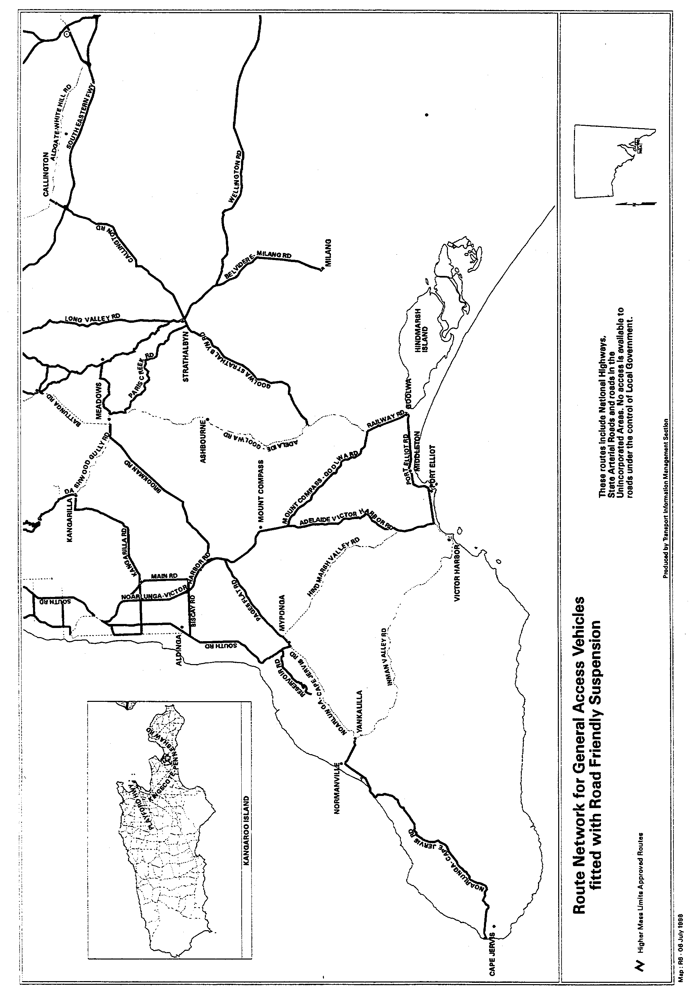 CALLINGTON
ALDGATE-WHITE HILL RD
SOUTH EASTERN FWY
CALLINGTON RD
WELLINGTON RD
BELVIDERE- MILANG RD
MILANG
LONG VALLEY RD
STRATHALBYN
PARIS CREEK RD
GOOLWA STRATHALBYN RD
MEADOWS
BATTUNGA RD
DASHWOOD GULLY RD
ASHBOURNE
ADELAIDE - GOOLWA RD
HINDMARSH
ISLAND
GOOLWA
RAILWAY RD
PORT ELLIOT RD
MIDDLETON
PORT ELLIOT
KANGARILLA
BROOKMAN RD
MOUNT COMPASS
MOUNT COMPASS - GOOLWA RD
ADELAIDE VICTOR HARBOR RD
KANGARILLA RD
MAIN RD
NOARLUNGA-VICTOR HARBOR RD
SOUTH RD
BISCAY RD
ALDINGA
SOUTH RD
PAGES FLAT RD
MYPONGA
HINDMARSH VALLEY RD
VICTOR HARBOR
INMAN VALLEY RD
RESERVOIR RD
NOARLUNGA-CAPE JERVIS RD
YANKALILLA
NORMANVILLE
NOARLUNGA-CAPE JERVIS RD
CAPE JERVIS
PLAYFORD HWY
KINGSCOTE-PENNESHAW RD
KANGAROO ISLAND
Route Network for General Access Vehicles
fitted with Road Friendly Suspension
Higher Mass Limits Approved Routes
These routes include National Highways,
State Arterial Roads and roads in the
Unincorporated Areas. No access is available to
roads under the control of Local Government.
N
Produced by Transport Information Management Section
Map : R6 - 08 July 1999